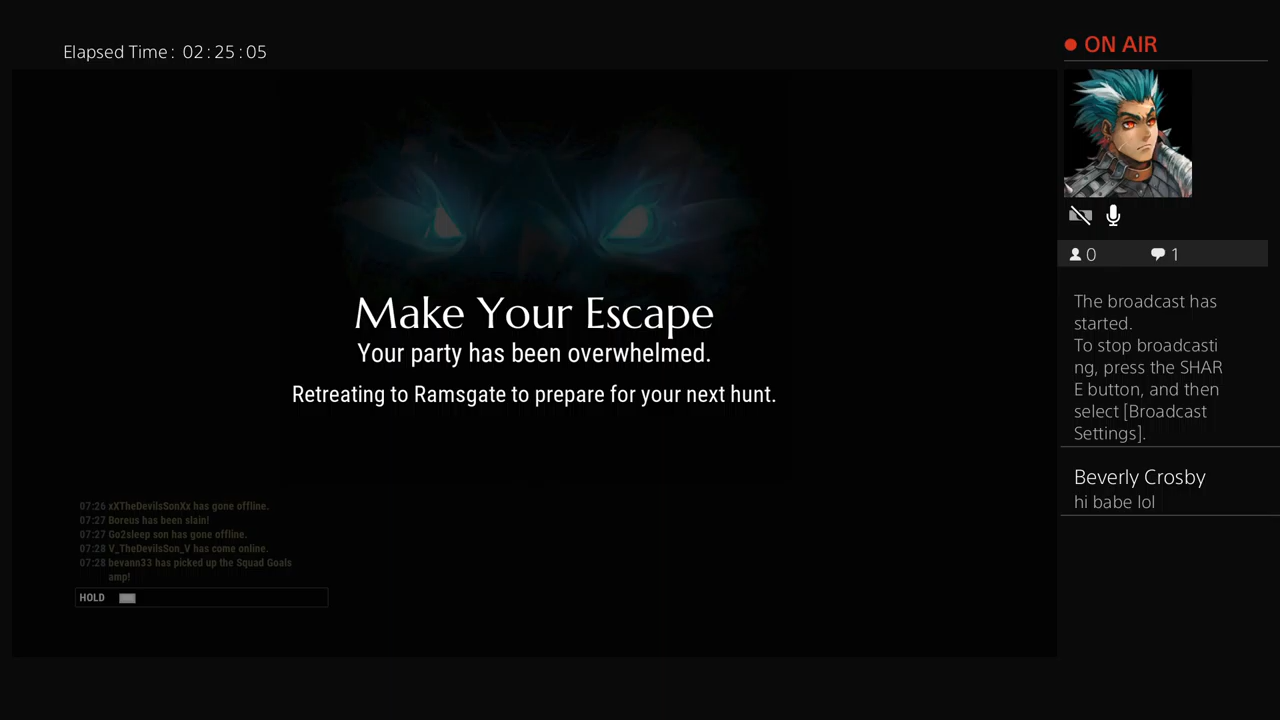 Elapsed Time: 02:25:05
ON AIR
0 1
Make Your Escape
Your party has been overwhelmed.
Retreating to Ramsgate to prepare for your next hunt.
The broadcast has
started.
To stop broadcasti
ng, press the SHAR
E button, and then
select [Broadcast
Settings].
Beverly Crosby
hi babe lol
07:26 xXTheDevilsSonXx has gone offline.
07:27 Boreus has been slain!
07:27 Go2sleep son has gone offline.
07:28 V_TheDevilsSon_V has come online.
07:28 bevann33 has picked up the Squad Goals
amp!
HOLD